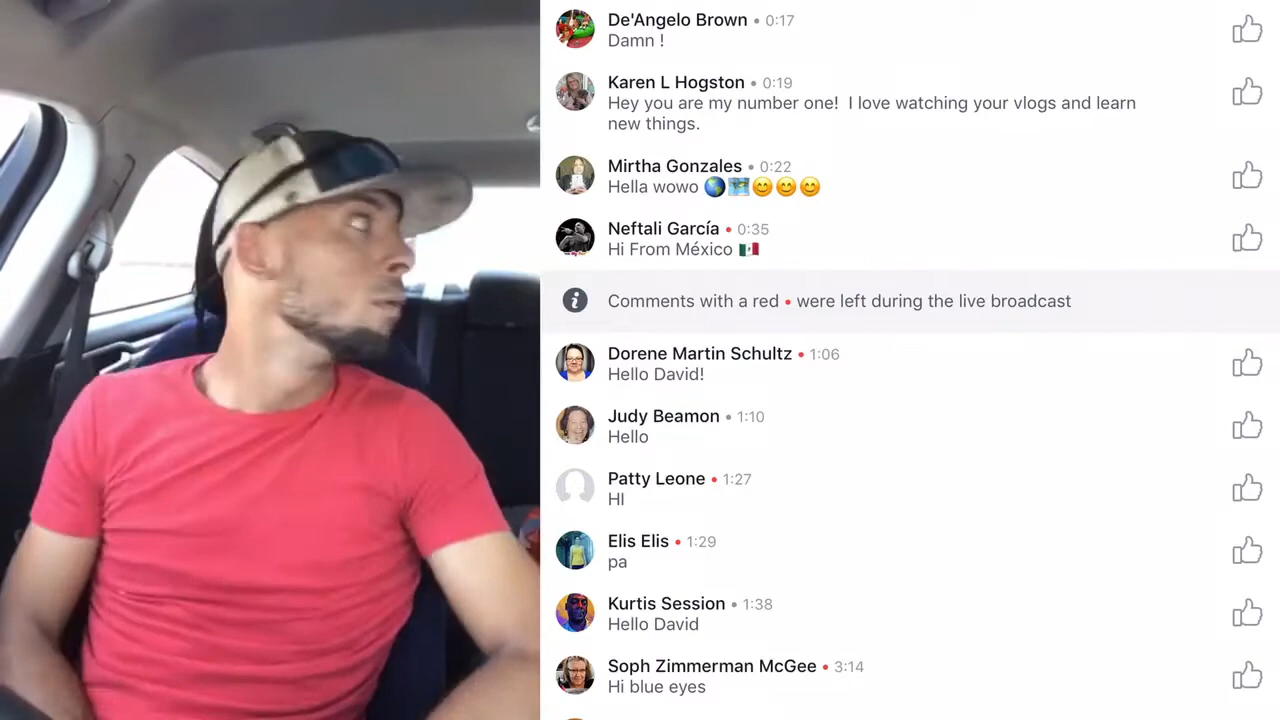 De'Angelo Brown • 0:17
Damn !
Karen L Hogston • 0:19
Hey you are my number one!  I love watching your vlogs and learn
new things.
Mirtha Gonzales • 0:22
Hella wowo 🌎🗽😊😊😊
Neftali García • 0:35
Hi From México 🇲🇽
Comments with a red • were left during the live broadcast
Dorene Martin Schultz • 1:06
Hello David!
Judy Beamon • 1:10
Hello
Patty Leone • 1:27
HI
Elis Elis • 1:29
pa
Kurtis Session • 1:38
Hello David
Soph Zimmerman McGee • 3:14
Hi blue eyes